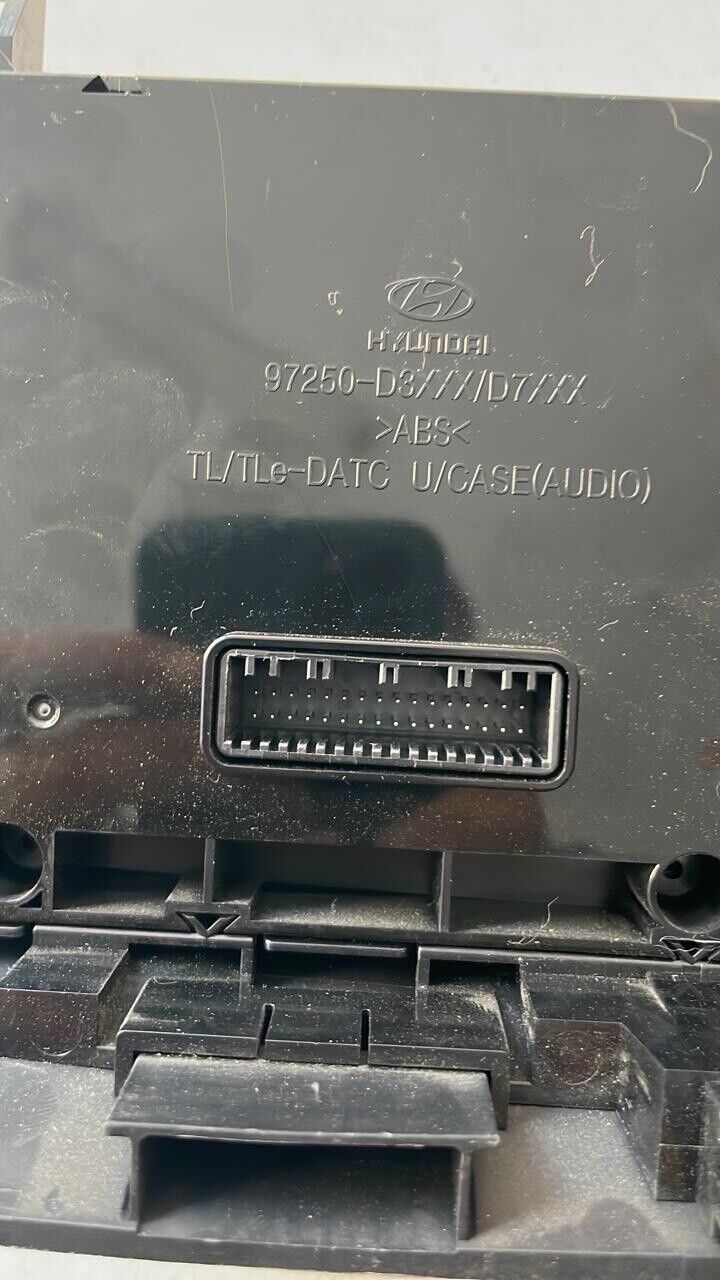 HYUNDAI
97250-D3XXX/D7XXX
>ABS<
TL/TLe-DATC U/CASE(AUDIO)